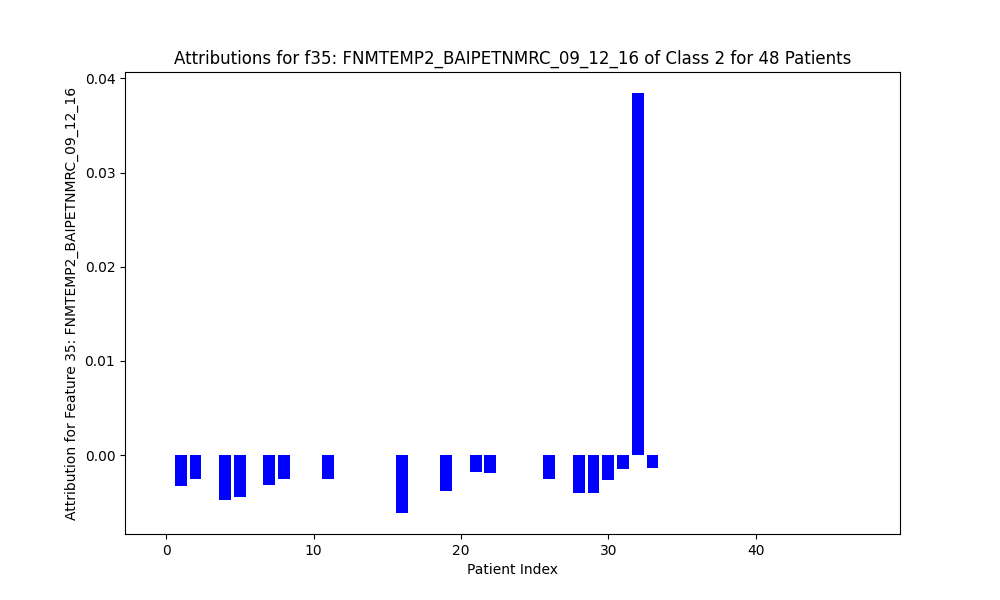 Attributions for f35: FNMTEMP2_BAIPETNMRC_09_12_16 of Class 2 for 48 Patients
Attribution for Feature 35: FNMTEMP2_BAIPETNMRC_09_12_16
0.04
0.03
0.02
0.01
0.00
0 10 20 30 40
Patient Index